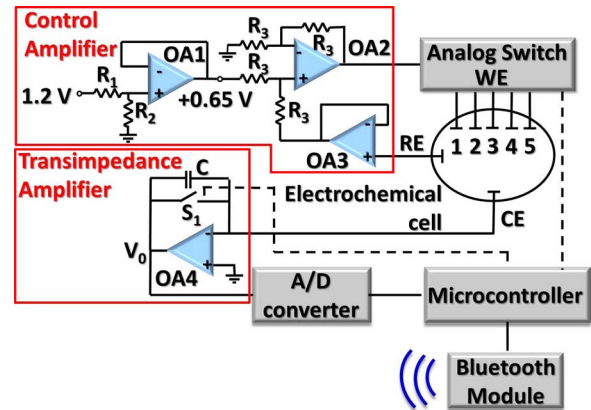 Control
Amplifier
OA1
R3
R3
OA2
Analog Switch
WE
R1
1.2 V
R2
+0.65 V
R3
R3
OA3
RE
1 2 3 4 5
Transimpedance
Amplifier
C
S1
Electrochemical
cell
CE
V0
OA4
A/D
converter
Microcontroller
Bluetooth
Module